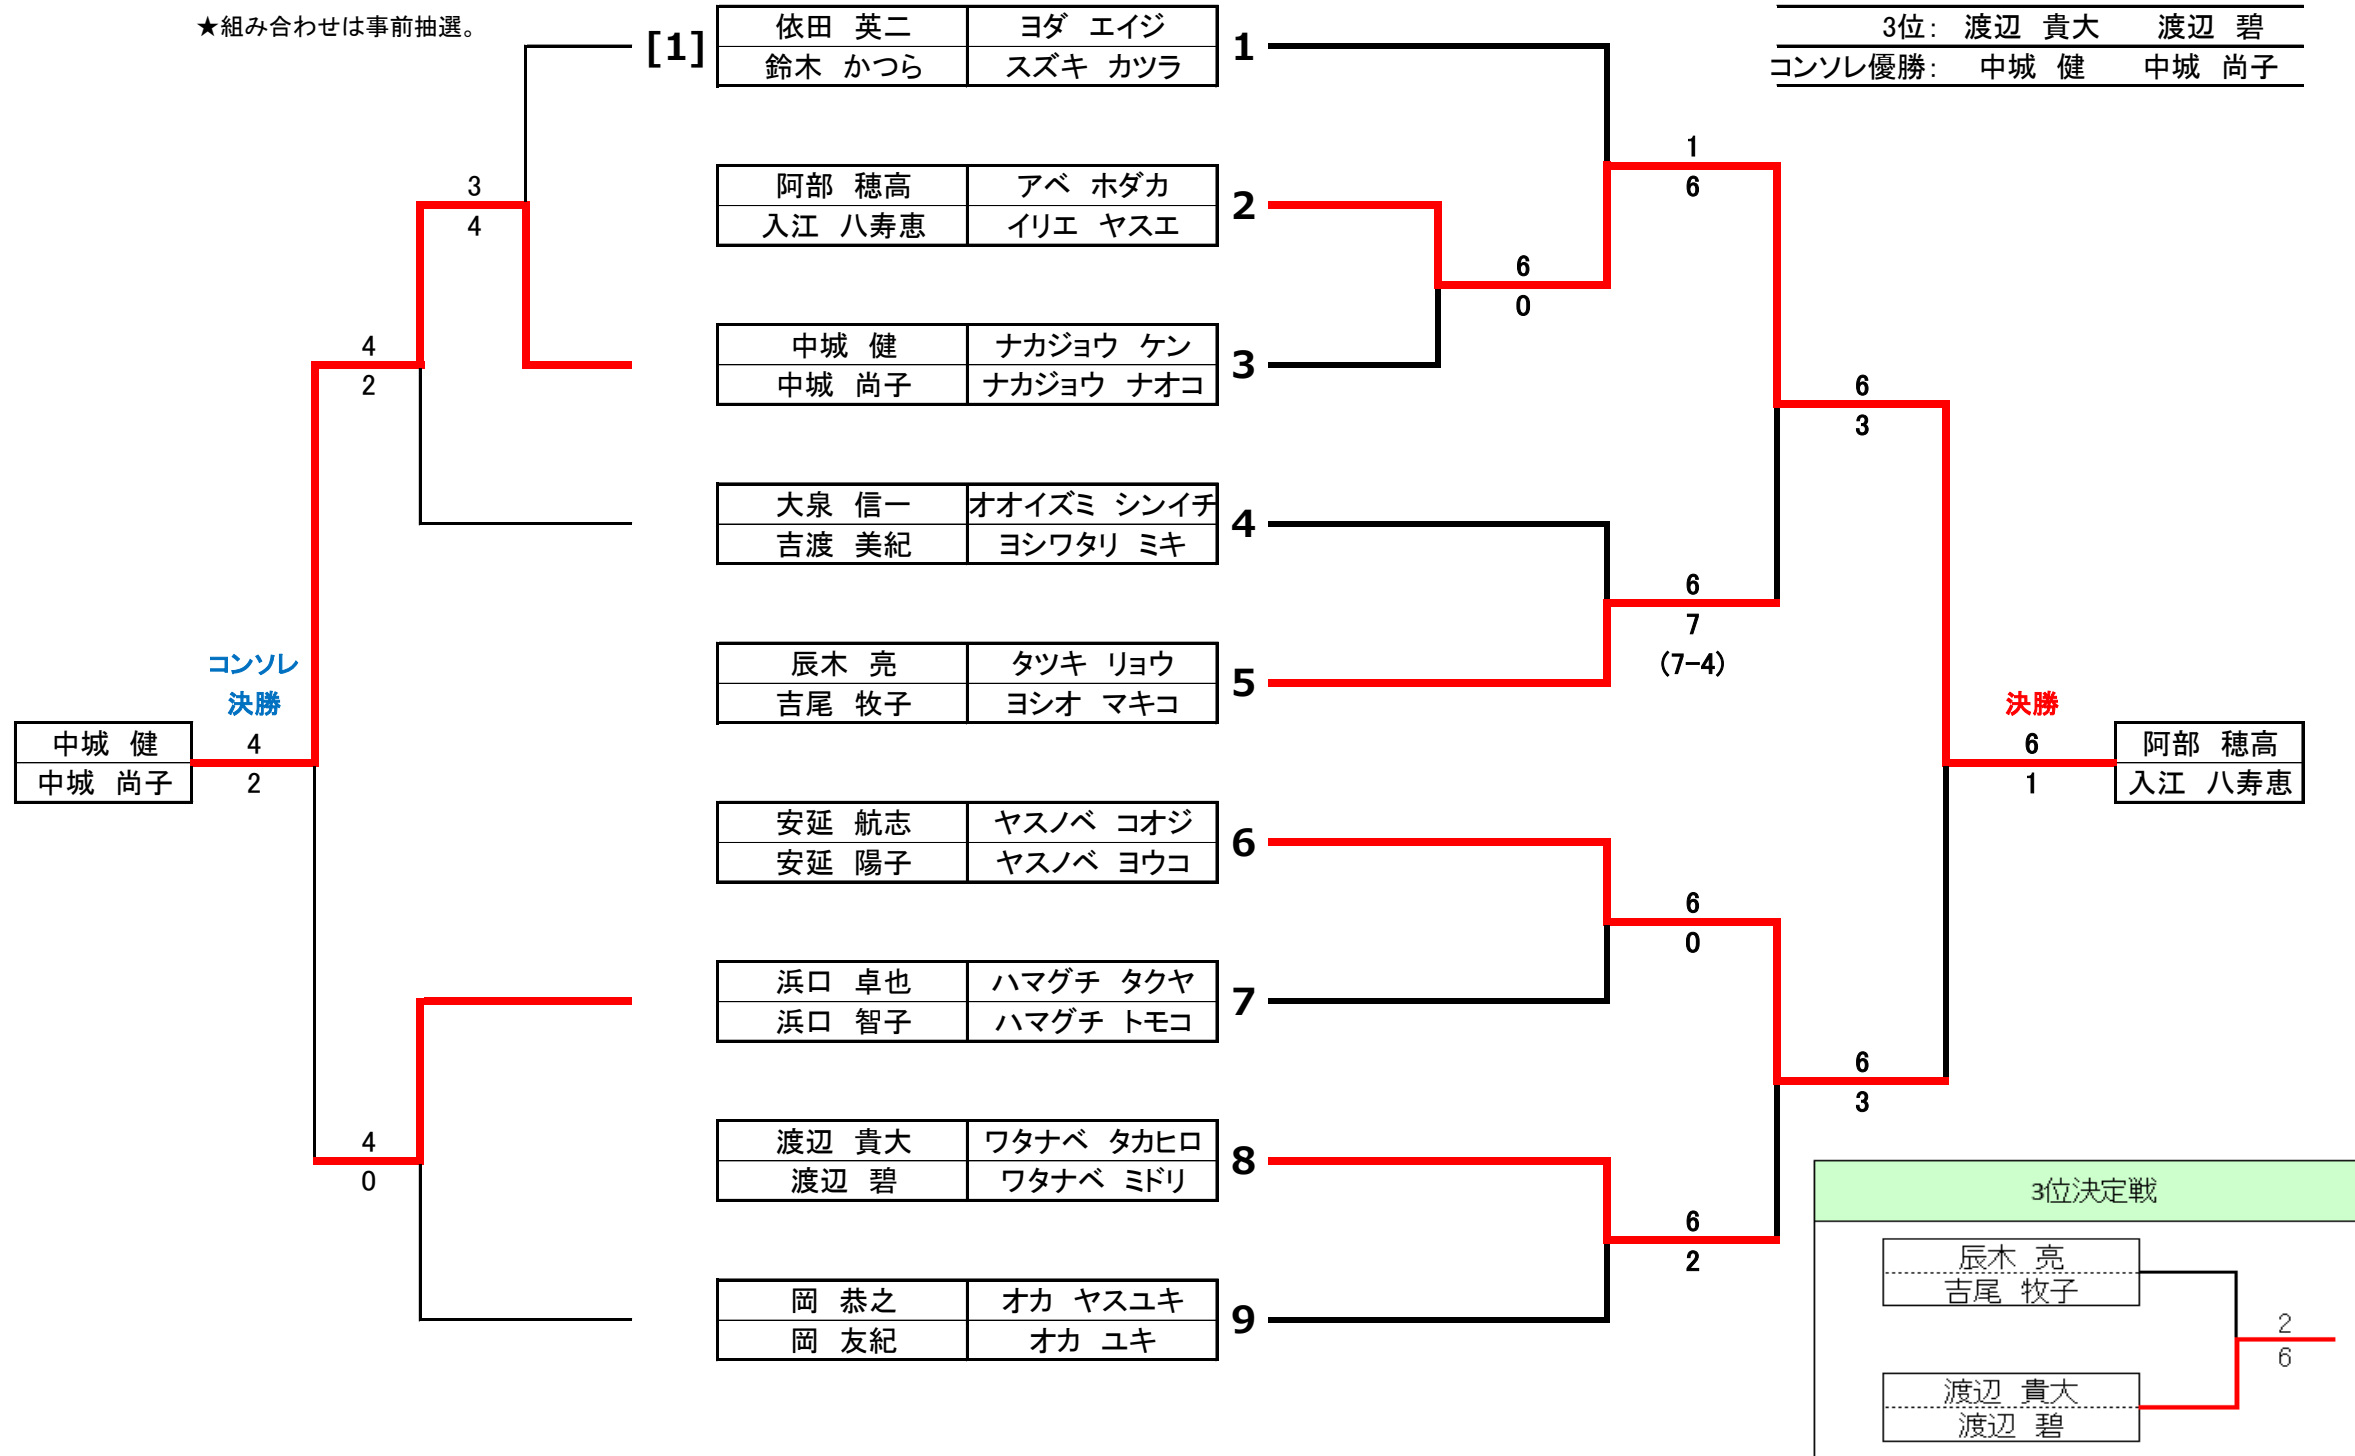 ★組み合わせは事前抽選。
3位： 渡辺 貴大 渡辺 碧
コンソレ優勝： 中城 健 中城 尚子
[1] 依田 英二 ヨダ エイジ 1
鈴木 かつら スズキ カツラ
1
6
3
4
阿部 穂高 アベ ホダカ 2
入江 八寿恵 イリエ ヤスエ
6
0
4
2
中城 健 ナカジョウ ケン 3
中城 尚子 ナカジョウ ナオコ
6
3
大泉 信一 オオイズミ シンイチ 4
吉渡 美紀 ヨシワタリ ミキ
6
7
(7-4)
辰木 亮 タツキ リョウ 5
吉尾 牧子 ヨシオ マキコ
コンソレ
決勝
4
2
中城 健
中城 尚子
決勝
6
1
阿部 穂高
入江 八寿恵
安延 航志 ヤスノベ コオジ 6
安延 陽子 ヤスノベ ヨウコ
6
0
浜口 卓也 ハマグチ タクヤ 7
浜口 智子 ハマグチ トモコ
6
3
4
0
渡辺 貴大 ワタナベ タカヒロ 8
渡辺 碧 ワタナベ ミドリ
6
2
岡 恭之 オカ ヤスユキ 9
岡 友紀 オカ ユキ
3位決定戦
辰木 亮
吉尾 牧子
2
6
渡辺 貴大
渡辺 碧